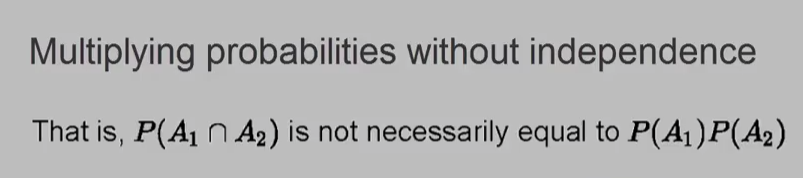 Multiplying probabilities without independence
That is, P(A₁ ∩ A₂) is not necessarily equal to P(A₁)P(A₂)